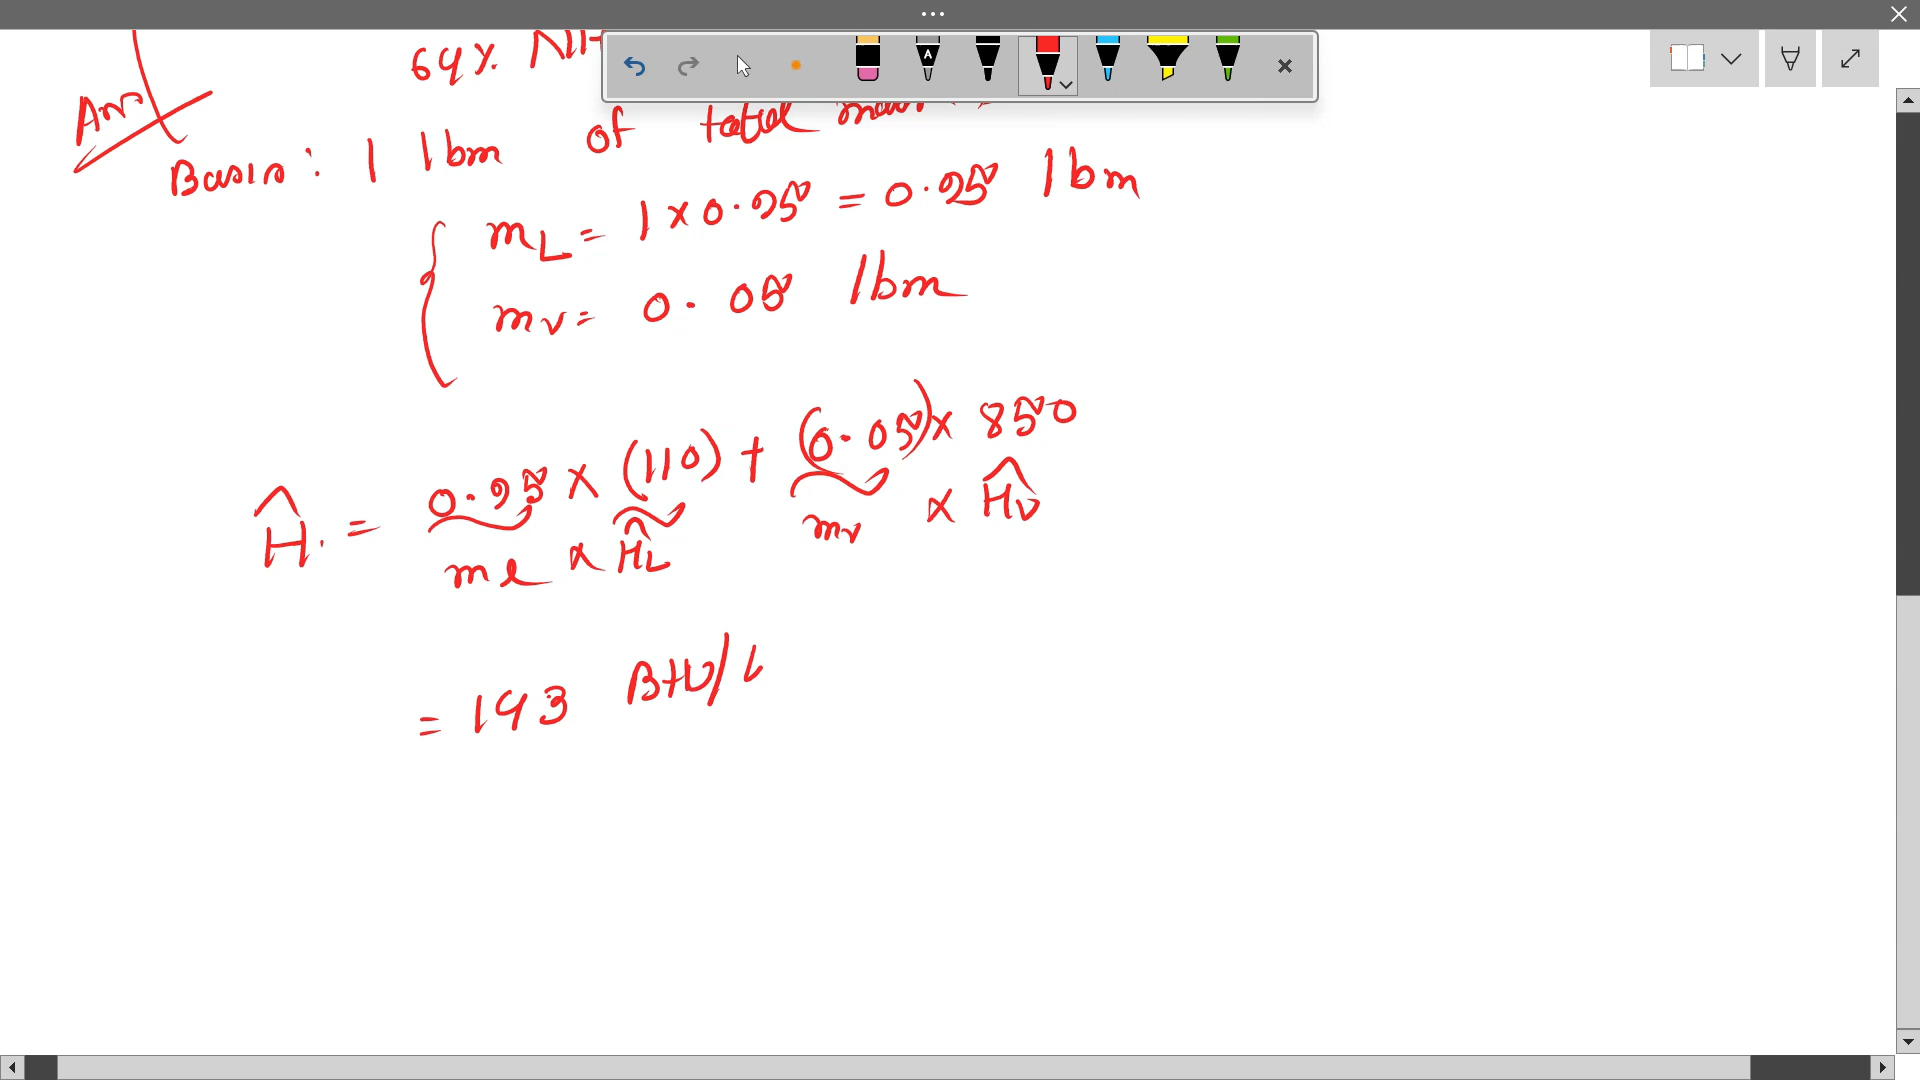 64% NH
Ans
Basis: 1 lbm of total mass
mL = 1 x 0.95 = 0.95 lbm
mv = 0.05 lbm
Ĥ = 0.95 x (110) + (0.05) x 850
ml x ĤL mv x Ĥv
= 143 Btu/l